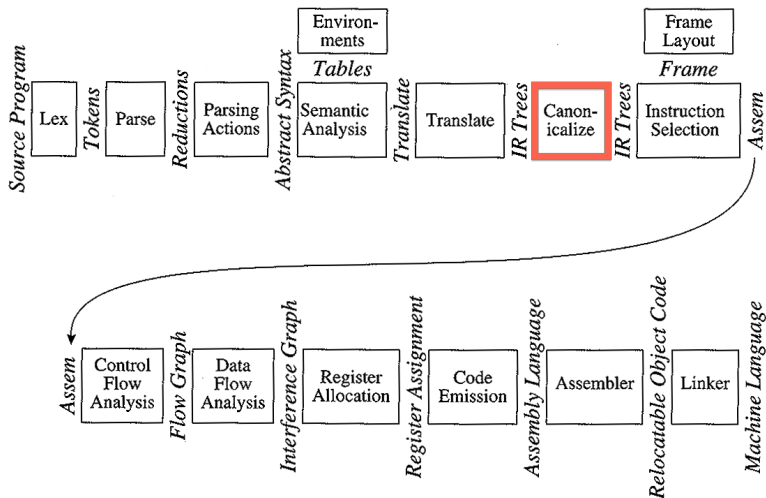 Environ-
ments
Frame
Layout
Tables
Frame
Source Program
Lex
Tokens
Parse
Reductions
Parsing
Actions
Abstract Syntax
Semantic
Analysis
Translate
Translate
IR Trees
Canon-
icalize
IR Trees
Instruction
Selection
Assem
Assem
Control
Flow
Analysis
Flow Graph
Data
Flow
Analysis
Interference Graph
Register
Allocation
Register Assignment
Code
Emission
Assembly Language
Assembler
Relocatable Object Code
Linker
Machine Language